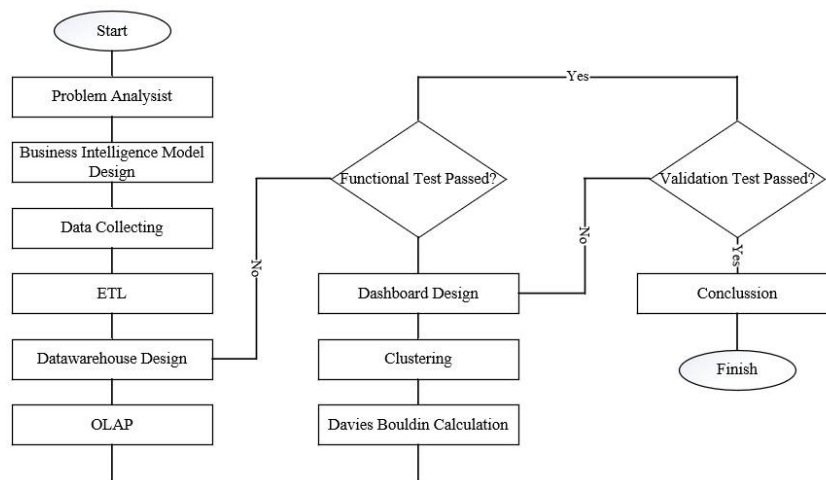 Start
Problem Analysist
Business Intelligence Model
Design
Data Collecting
ETL
Datawarehouse Design
OLAP
No
Yes
Functional Test Passed?
Dashboard Design
Clustering
Davies Bouldin Calculation
No
Validation Test Passed?
Yes
Conclussion
Finish